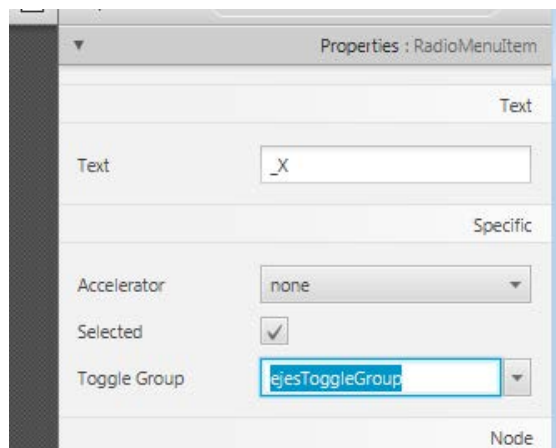 Properties : RadioMenuItem
Text
Text _X
Specific
Accelerator none
Selected
Toggle Group ejesToggleGroup
Node